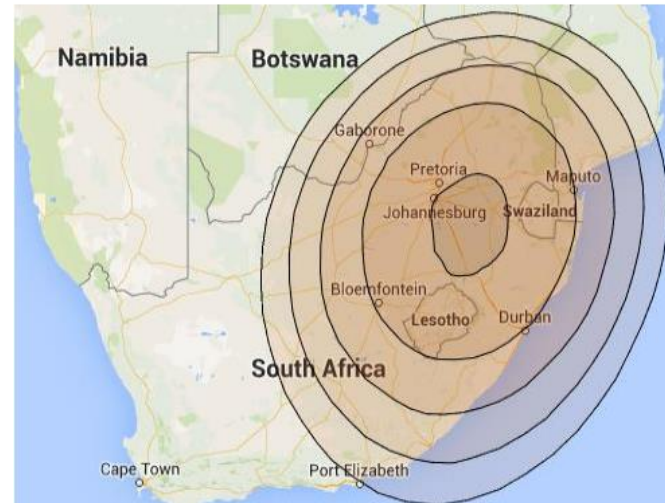 Namibia
Botswana
Gaborone
Pretoria
Maputo
Johannesburg
Swaziland
Bloemfontein
Lesotho
Durban
South Africa
Cape Town
Port Elizabeth